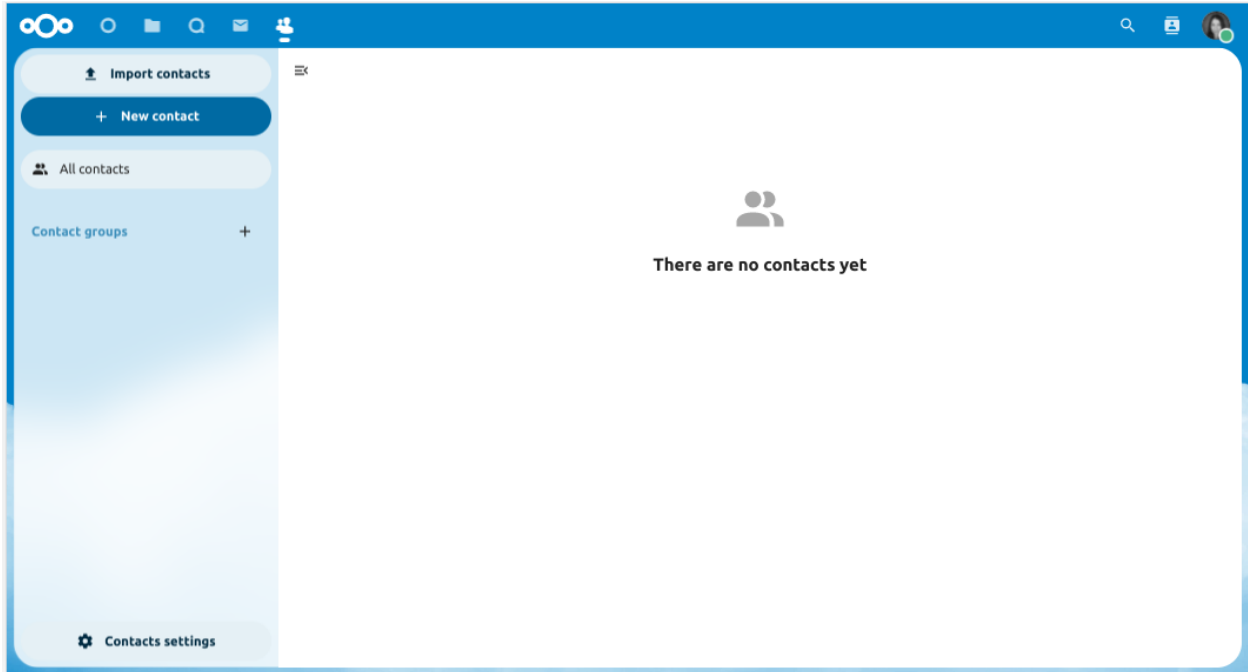 Import contacts
New contact
All contacts
Contact groups
There are no contacts yet
Contacts settings